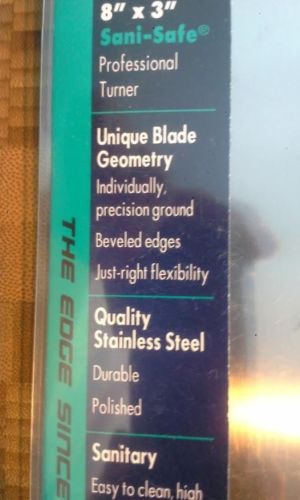 8" x 3"
Sani-Safe®
Professional
Turner
Unique Blade
Geometry
Individually,
precision ground
Beveled edges
Just-right flexibility
Quality
Stainless Steel
Durable
Polished
Sanitary
Easy to clean, high
THE EDGE SINCE